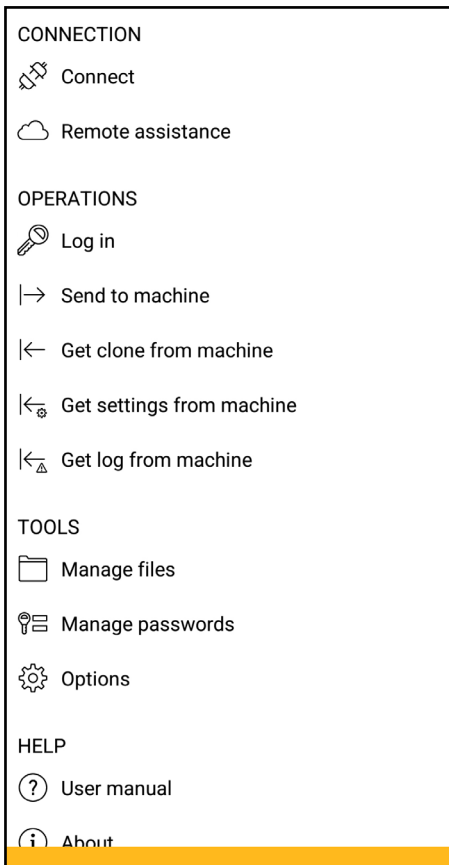 CONNECTION
Connect
Remote assistance
OPERATIONS
Log in
Send to machine
Get clone from machine
Get settings from machine
Get log from machine
TOOLS
Manage files
Manage passwords
Options
HELP
User manual
About